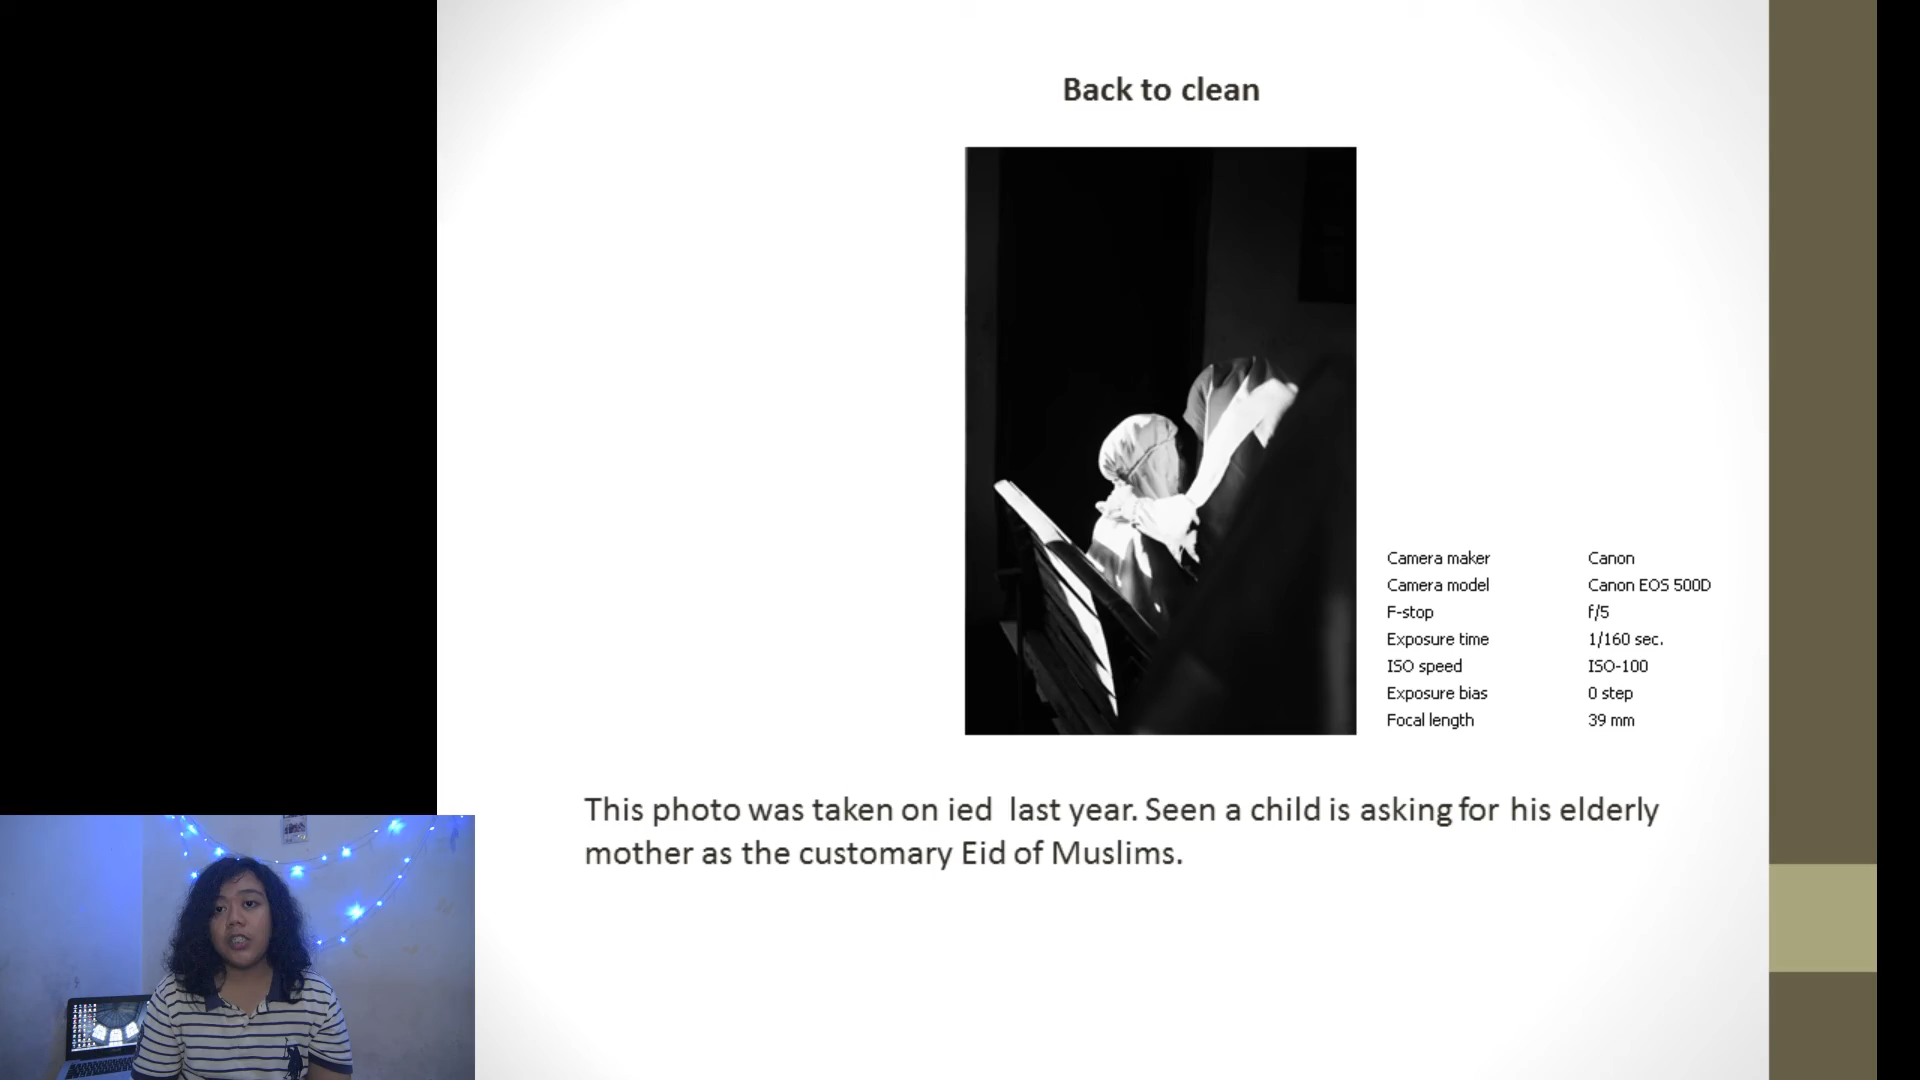 Back to clean
Camera maker Canon
Camera model Canon EOS 500D
F-stop f/5
Exposure time 1/160 sec.
ISO speed ISO-100
Exposure bias 0 step
Focal length 39 mm
This photo was taken on ied last year. Seen a child is asking for his elderly
mother as the customary Eid of Muslims.